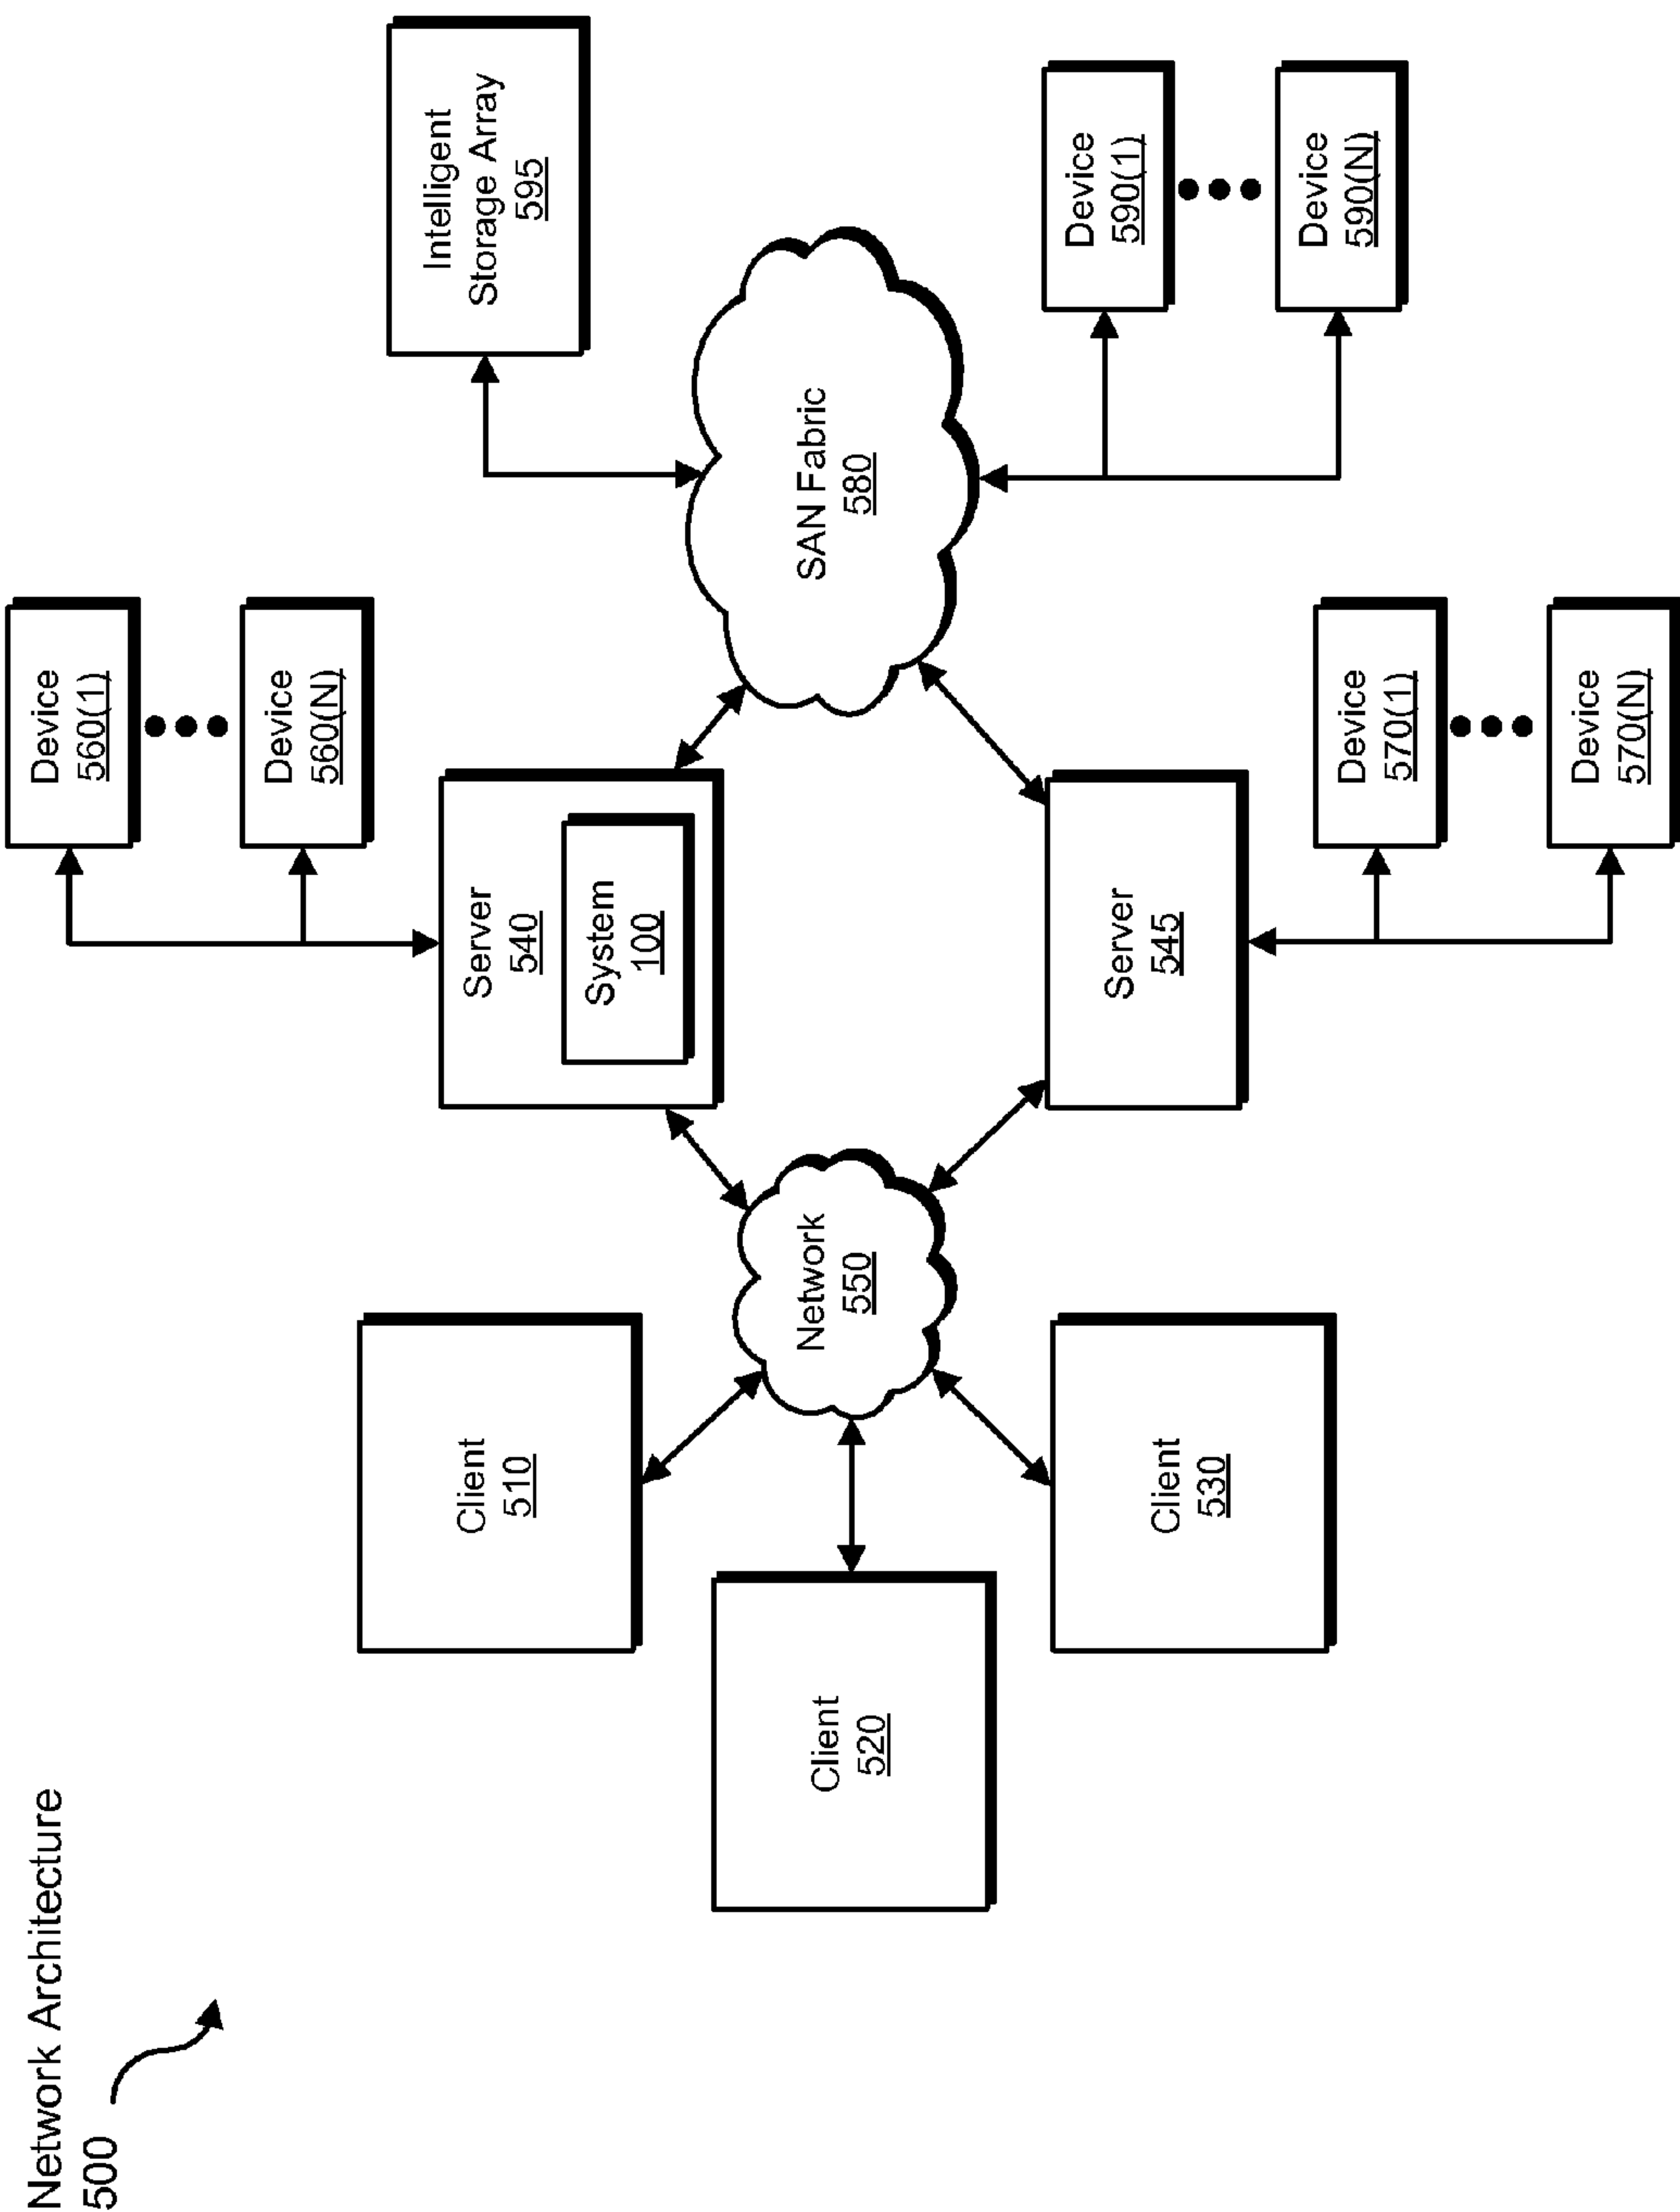 Network Architecture
500
Client
510
Client
520
Client
530
Network
550
Server
540
System
100
Server
545
Device
560(1)
Device
560(N)
Device
570(1)
Device
570(N)
SAN Fabric
580
Intelligent
Storage Array
595
Device
590(1)
Device
590(N)